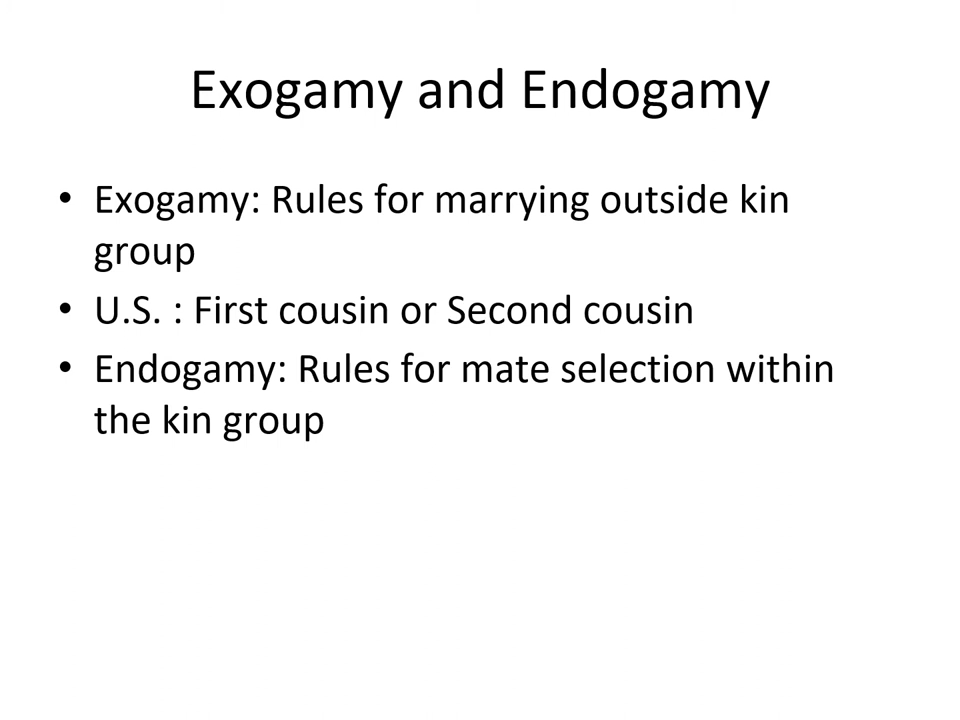 Exogamy and Endogamy
• Exogamy: Rules for marrying outside kin
group
• U.S. : First cousin or Second cousin
• Endogamy: Rules for mate selection within
the kin group